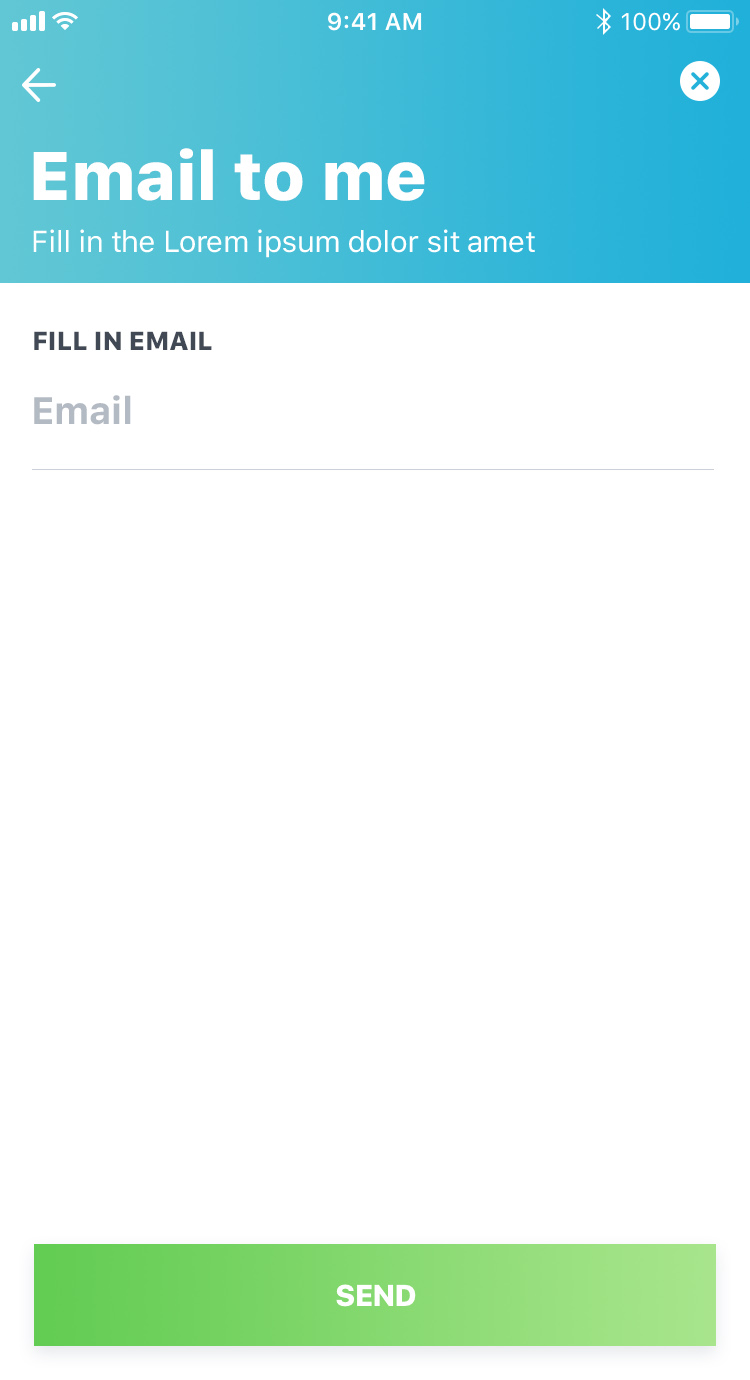 9:41 AM
100%
Email to me
Fill in the Lorem ipsum dolor sit amet
FILL IN EMAIL
Email
SEND